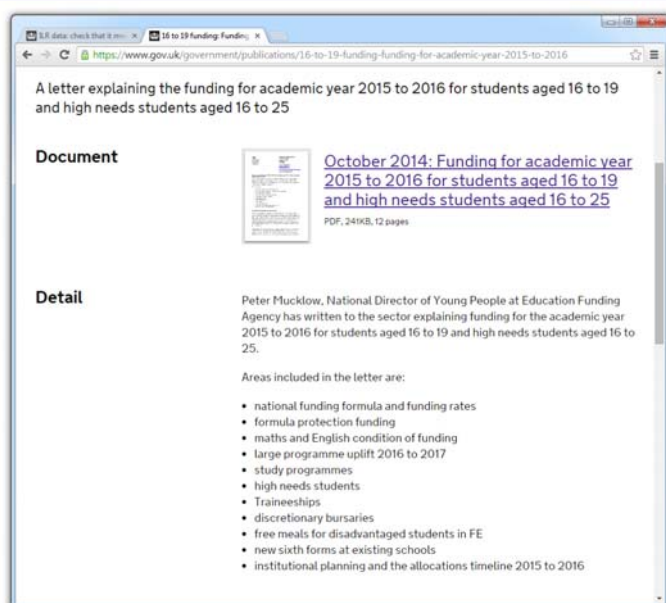 ILR data: check that it me
16 to 19 funding: Funding
https://www.gov.uk/government/publications/16-to-19-funding-funding-for-academic-year-2015-to-2016
A letter explaining the funding for academic year 2015 to 2016 for students aged 16 to 19
and high needs students aged 16 to 25
Document
October 2014: Funding for academic year
2015 to 2016 for students aged 16 to 19
and high needs students aged 16 to 25
PDF, 241KB, 12 pages
Detail
Peter Mucklow, National Director of Young People at Education Funding
Agency has written to the sector explaining funding for the academic year
2015 to 2016 for students aged 16 to 19 and high needs students aged 16 to
25.
Areas included in the letter are:
• national funding formula and funding rates
• formula protection funding
• maths and English condition of funding
• large programme uplift 2016 to 2017
• study programmes
• high needs students
• Traineeships
• discretionary bursaries
• free meals for disadvantaged students in FE
• new sixth forms at existing schools
• institutional planning and the allocations timeline 2015 to 2016